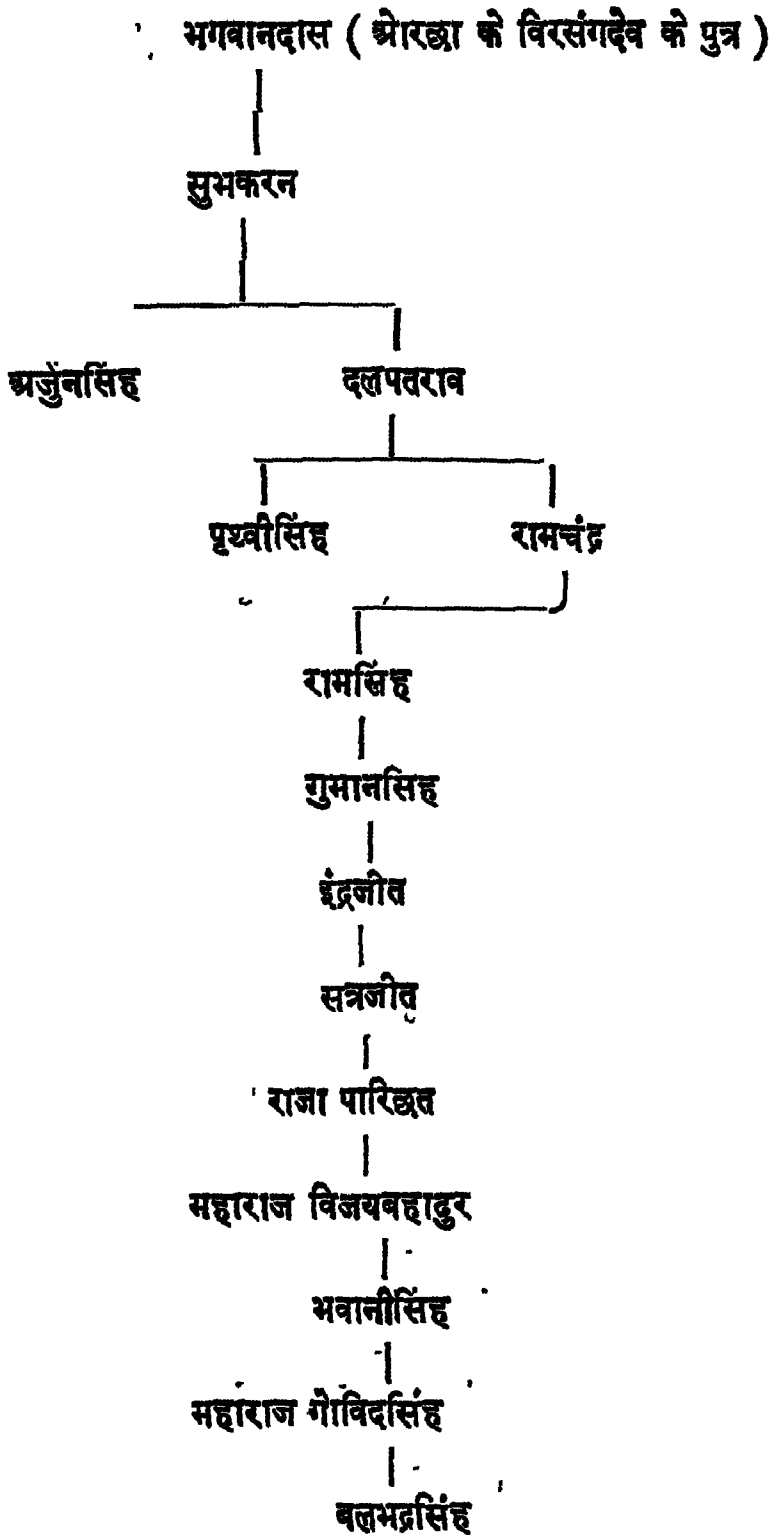 भगवानदास ( ओरछा के विरसंगदेव के पुत्र )
सुभकरन
अर्जुनसिंह दलपतराव
पृथ्वीसिंह रामचंद्र
रामसिंह
गुमानसिंह
इंद्रजीत
सत्रजीत
राजा पारिछत
महाराज विजयबहादुर
भवानीसिंह
महाराज गोविदसिंह
बलभद्रसिंह